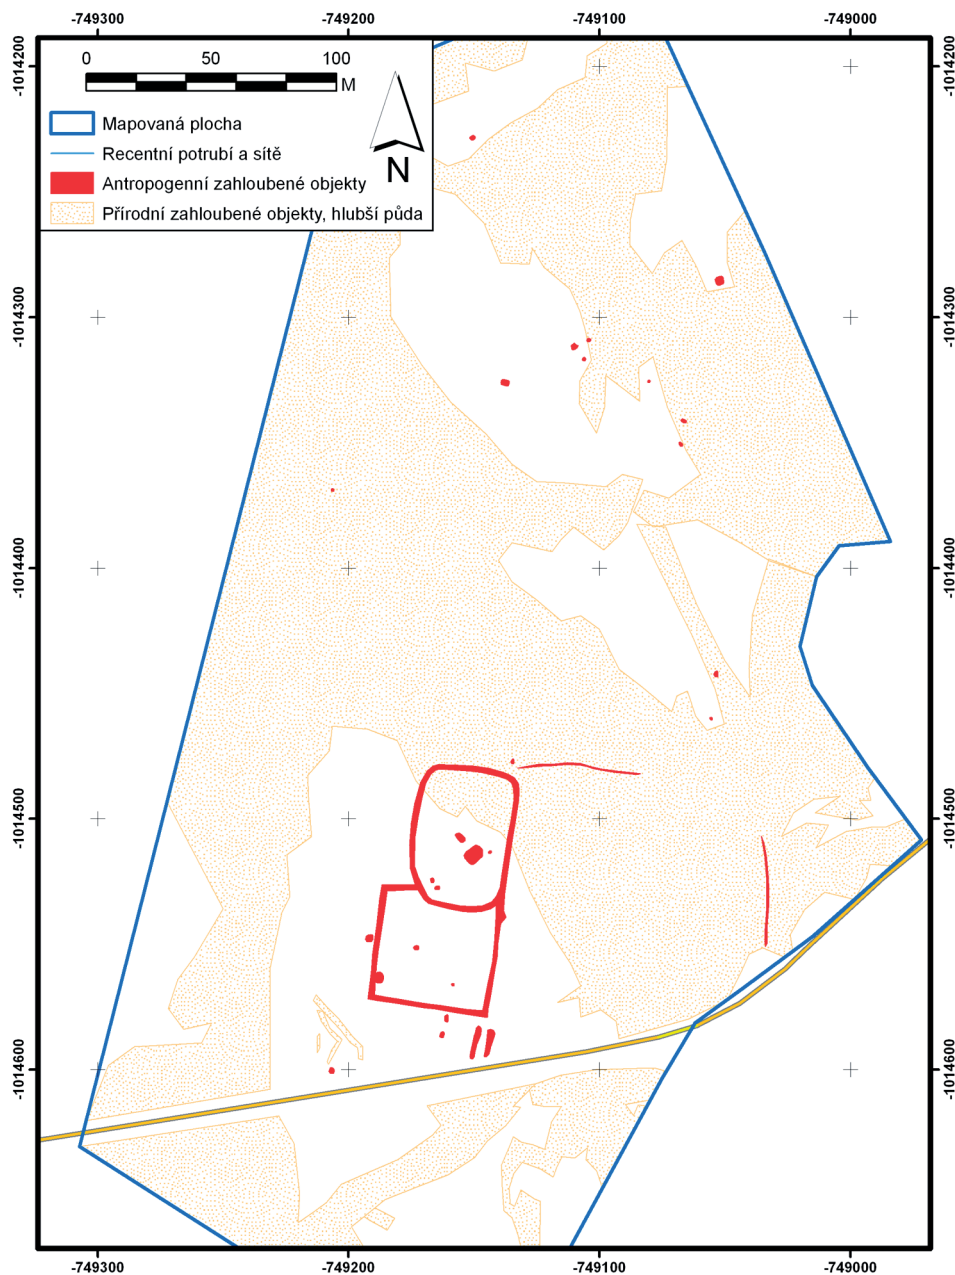 -749300 -749200 -749100 -749000
-1014200 -1014200
0 50 100
M
N
Mapovaná plocha
Recentní potrubí a sítě
Antropogenní zahloubené objekty
Přírodní zahloubené objekty, hlubší půda
-1014300 -1014300
-1014400 -1014400
-1014500 -1014500
-1014600 -1014600
-749300 -749200 -749100 -749000